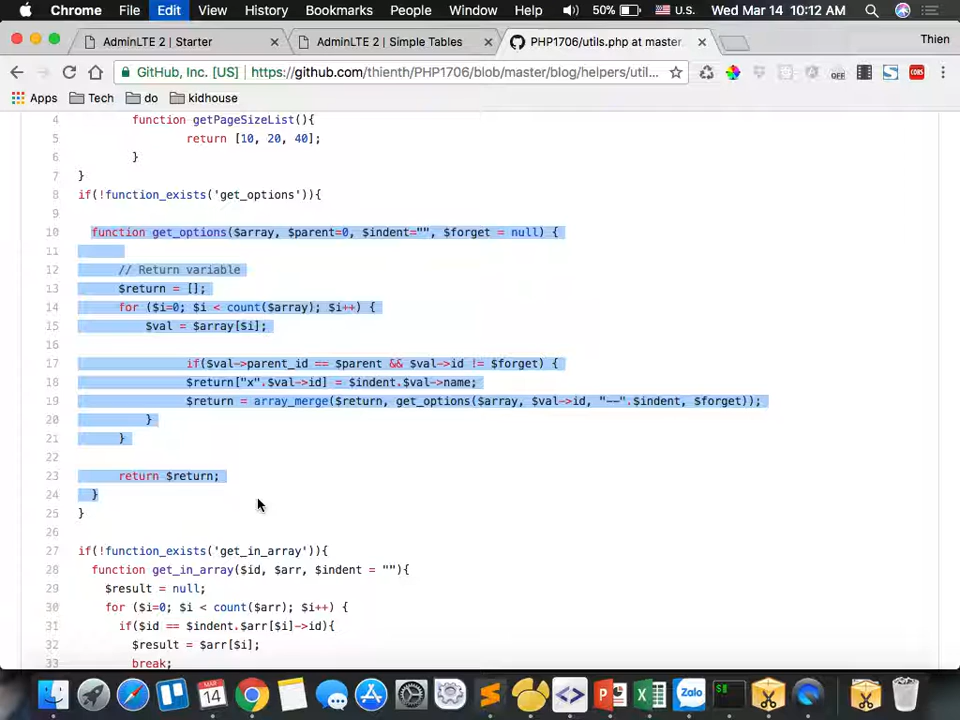 Chrome File Edit View History Bookmarks People Window Help 50% U.S. Wed Mar 14 10:12 AM
AdminLTE 2 | Starter
AdminLTE 2 | Simple Tables
PHP1706/utils.php at master
Thien
GitHub, Inc. [US] https://github.com/thienth/PHP1706/blob/master/blog/helpers/util...
OFF
CORS
Apps Tech do kidhouse
4 function getPageSizeList(){
5 return [10, 20, 40];
6 }
7 }
8 if(!function_exists('get_options')){
9
10 function get_options($array, $parent=0, $indent="", $forget = null) {
11
12 // Return variable
13 $return = [];
14 for ($i=0; $i < count($array); $i++) {
15 $val = $array[$i];
16
17 if($val->parent_id == $parent && $val->id != $forget) {
18 $return["x".$val->id] = $indent.$val->name;
19 $return = array_merge($return, get_options($array, $val->id, "--".$indent, $forget));
20 }
21 }
22
23 return $return;
24 }
25 }
26
27 if(!function_exists('get_in_array')){
28 function get_in_array($id, $arr, $indent = ""){
29 $result = null;
30 for ($i=0; $i < count($arr); $i++) {
31 if($id == $indent.$arr[$i]->id){
32 $result = $arr[$i];
33 break;
14
Zalo